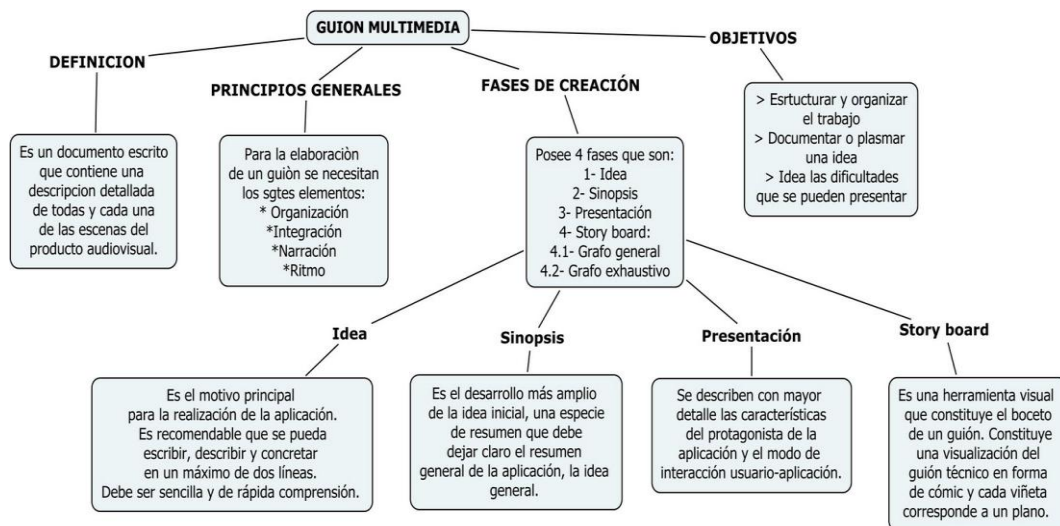 GUION MULTIMEDIA
DEFINICION
Es un documento escrito
que contiene una
descripcion detallada
de todas y cada una
de las escenas del
producto audiovisual.
PRINCIPIOS GENERALES
Para la elaboraciòn
de un guiòn se necesitan
los sgtes elementos:
* Organización
*Integración
*Narración
*Ritmo
FASES DE CREACIÓN
Posee 4 fases que son:
1- Idea
2- Sinopsis
3- Presentación
4- Story board:
4.1- Grafo general
4.2- Grafo exhaustivo
OBJETIVOS
> Esrtucturar y organizar
el trabajo
> Documentar o plasmar
una idea
> Idea las dificultades
que se pueden presentar
Idea
Es el motivo principal
para la realización de la aplicación.
Es recomendable que se pueda
escribir, describir y concretar
en un máximo de dos líneas.
Debe ser sencilla y de rápida comprensión.
Sinopsis
Es el desarrollo más amplio
de la idea inicial, una especie
de resumen que debe
dejar claro el resumen
general de la aplicación, la idea
general.
Presentación
Se describen con mayor
detalle las características
del protagonista de la
aplicación y el modo de
interacción usuario-aplicación.
Story board
Es una herramienta visual
que constituye el boceto
de un guión. Constituye
una visualización del
guión técnico en forma
de cómic y cada viñeta
corresponde a un plano.